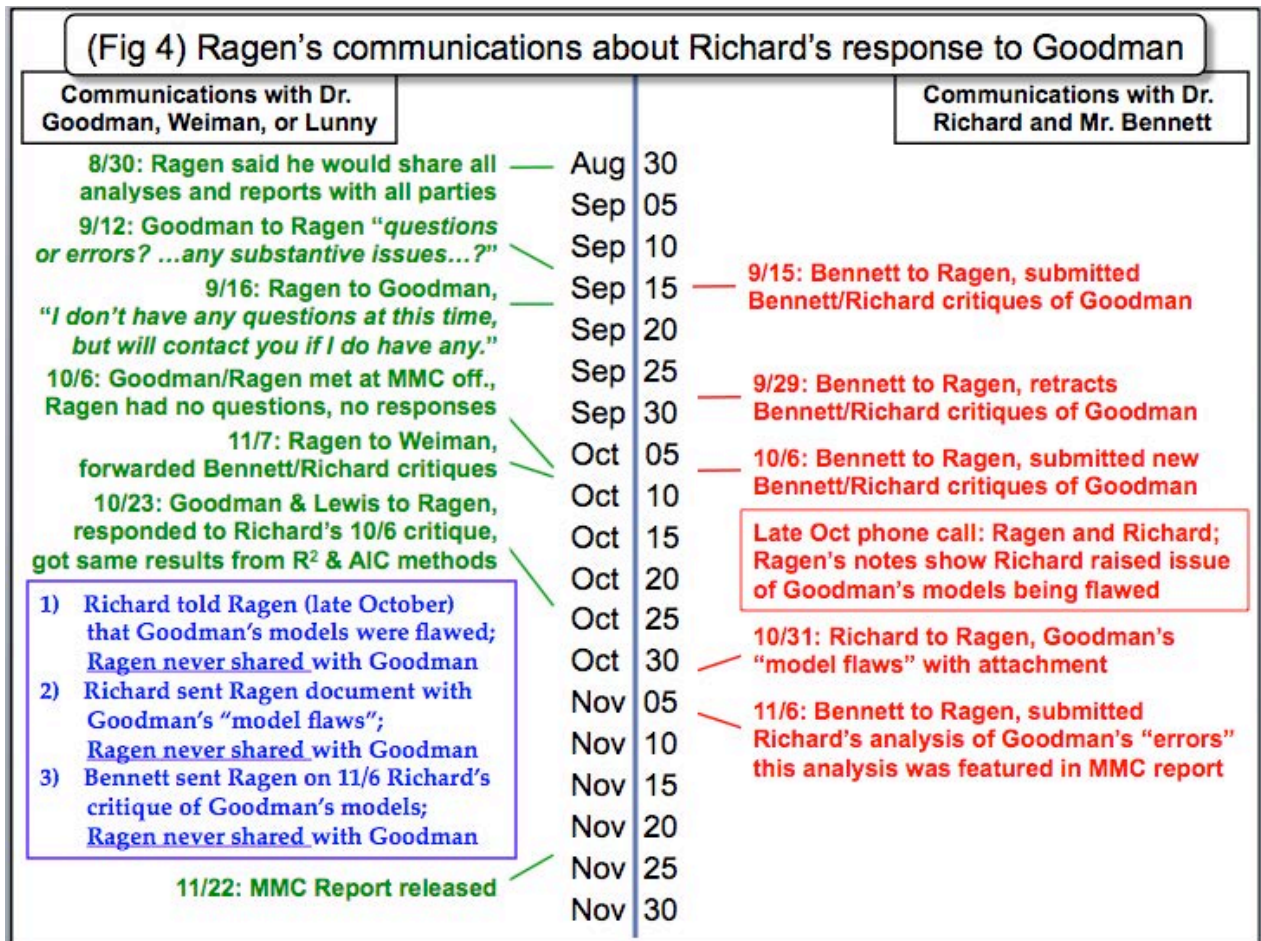 (Fig 4) Ragen's communications about Richard's response to Goodman
Communications with Dr.
Goodman, Weiman, or Lunny
Communications with Dr.
Richard and Mr. Bennett
8/30: Ragen said he would share all
analyses and reports with all parties
9/12: Goodman to Ragen “questions
or errors? …any substantive issues…?”
9/16: Ragen to Goodman,
“I don’t have any questions at this time,
but will contact you if I do have any.”
10/6: Goodman/Ragen met at MMC off.,
Ragen had no questions, no responses
11/7: Ragen to Weiman,
forwarded Bennett/Richard critiques
10/23: Goodman & Lewis to Ragen,
responded to Richard’s 10/6 critique,
got same results from R² & AIC methods
1) Richard told Ragen (late October)
that Goodman’s models were flawed;
Ragen never shared with Goodman
2) Richard sent Ragen document with
Goodman’s “model flaws”;
Ragen never shared with Goodman
3) Bennett sent Ragen on 11/6 Richard’s
critique of Goodman’s models;
Ragen never shared with Goodman
11/22: MMC Report released
Aug 30
Sep 05
Sep 10
Sep 15
Sep 20
Sep 25
Sep 30
Oct 05
Oct 10
Oct 15
Oct 20
Oct 25
Oct 30
Nov 05
Nov 10
Nov 15
Nov 20
Nov 25
Nov 30
9/15: Bennett to Ragen, submitted
Bennett/Richard critiques of Goodman
9/29: Bennett to Ragen, retracts
Bennett/Richard critiques of Goodman
10/6: Bennett to Ragen, submitted new
Bennett/Richard critiques of Goodman
Late Oct phone call: Ragen and Richard;
Ragen’s notes show Richard raised issue
of Goodman’s models being flawed
10/31: Richard to Ragen, Goodman’s
“model flaws” with attachment
11/6: Bennett to Ragen, submitted
Richard’s analysis of Goodman’s “errors”
this analysis was featured in MMC report